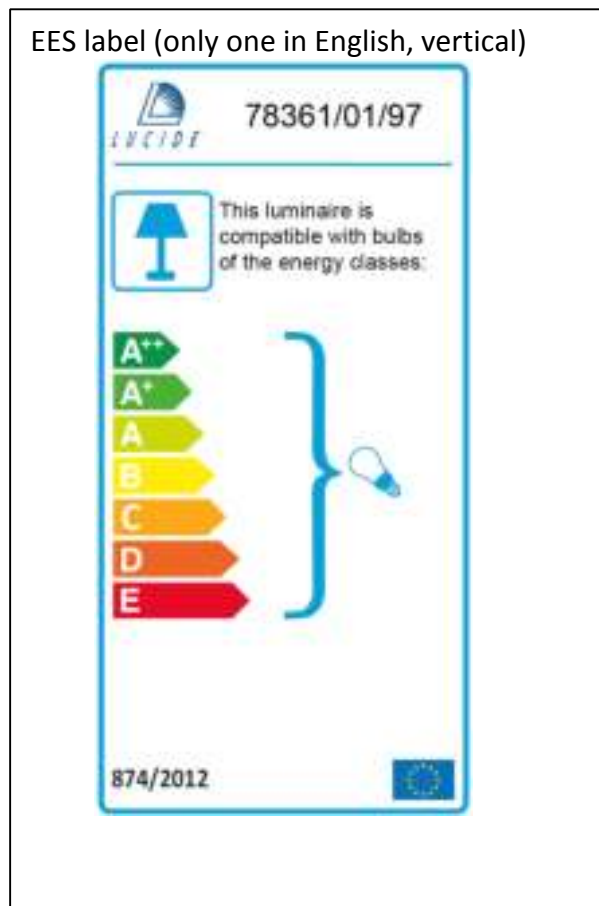 EES label (only one in English, vertical)
LUCIDE
78361/01/97
This luminaire is
compatible with bulbs
of the energy classes:
A++
A+
A
B
C
D
E
874/2012